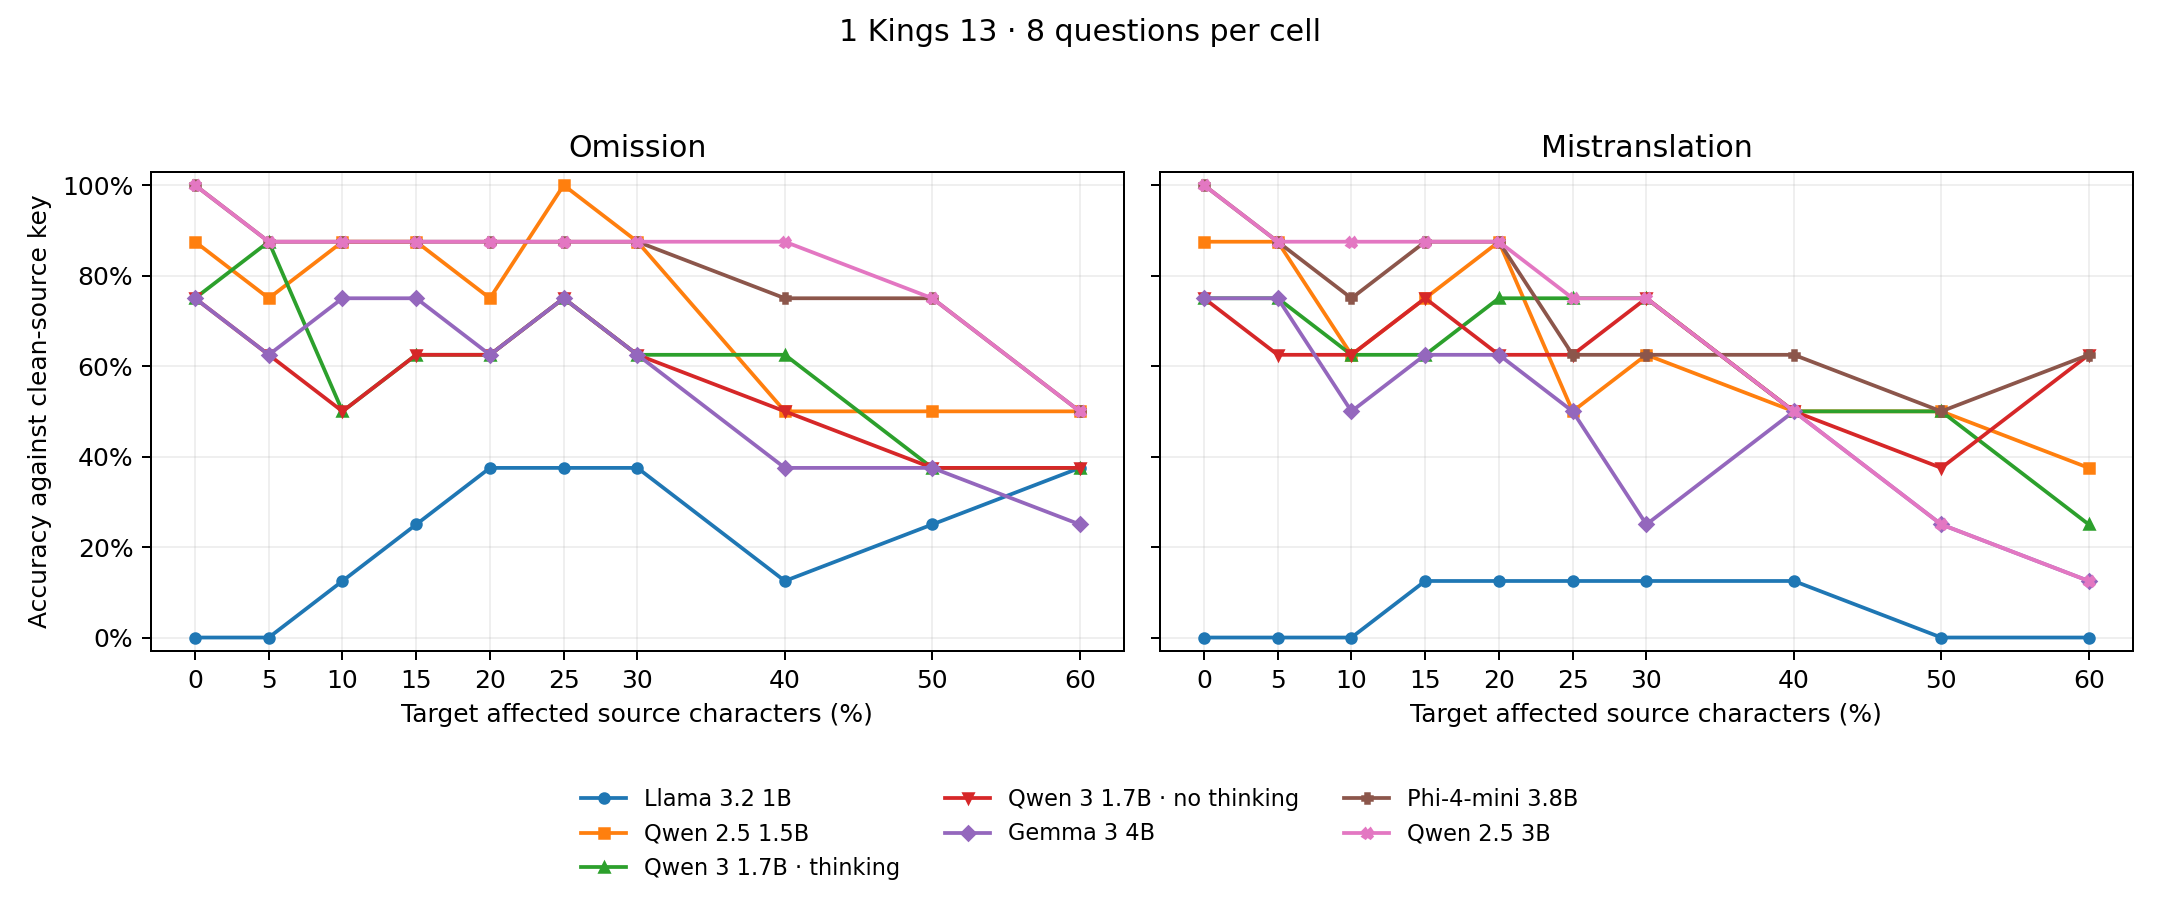 1 Kings 13 · 8 questions per cell
Omission
Mistranslation
Accuracy against clean-source key
100%
80%
60%
40%
20%
0%
0 5 10 15 20 25 30 40 50 60
0 5 10 15 20 25 30 40 50 60
Target affected source characters (%)
Target affected source characters (%)
Llama 3.2 1B
Qwen 2.5 1.5B
Qwen 3 1.7B · thinking
Qwen 3 1.7B · no thinking
Gemma 3 4B
Phi-4-mini 3.8B
Qwen 2.5 3B